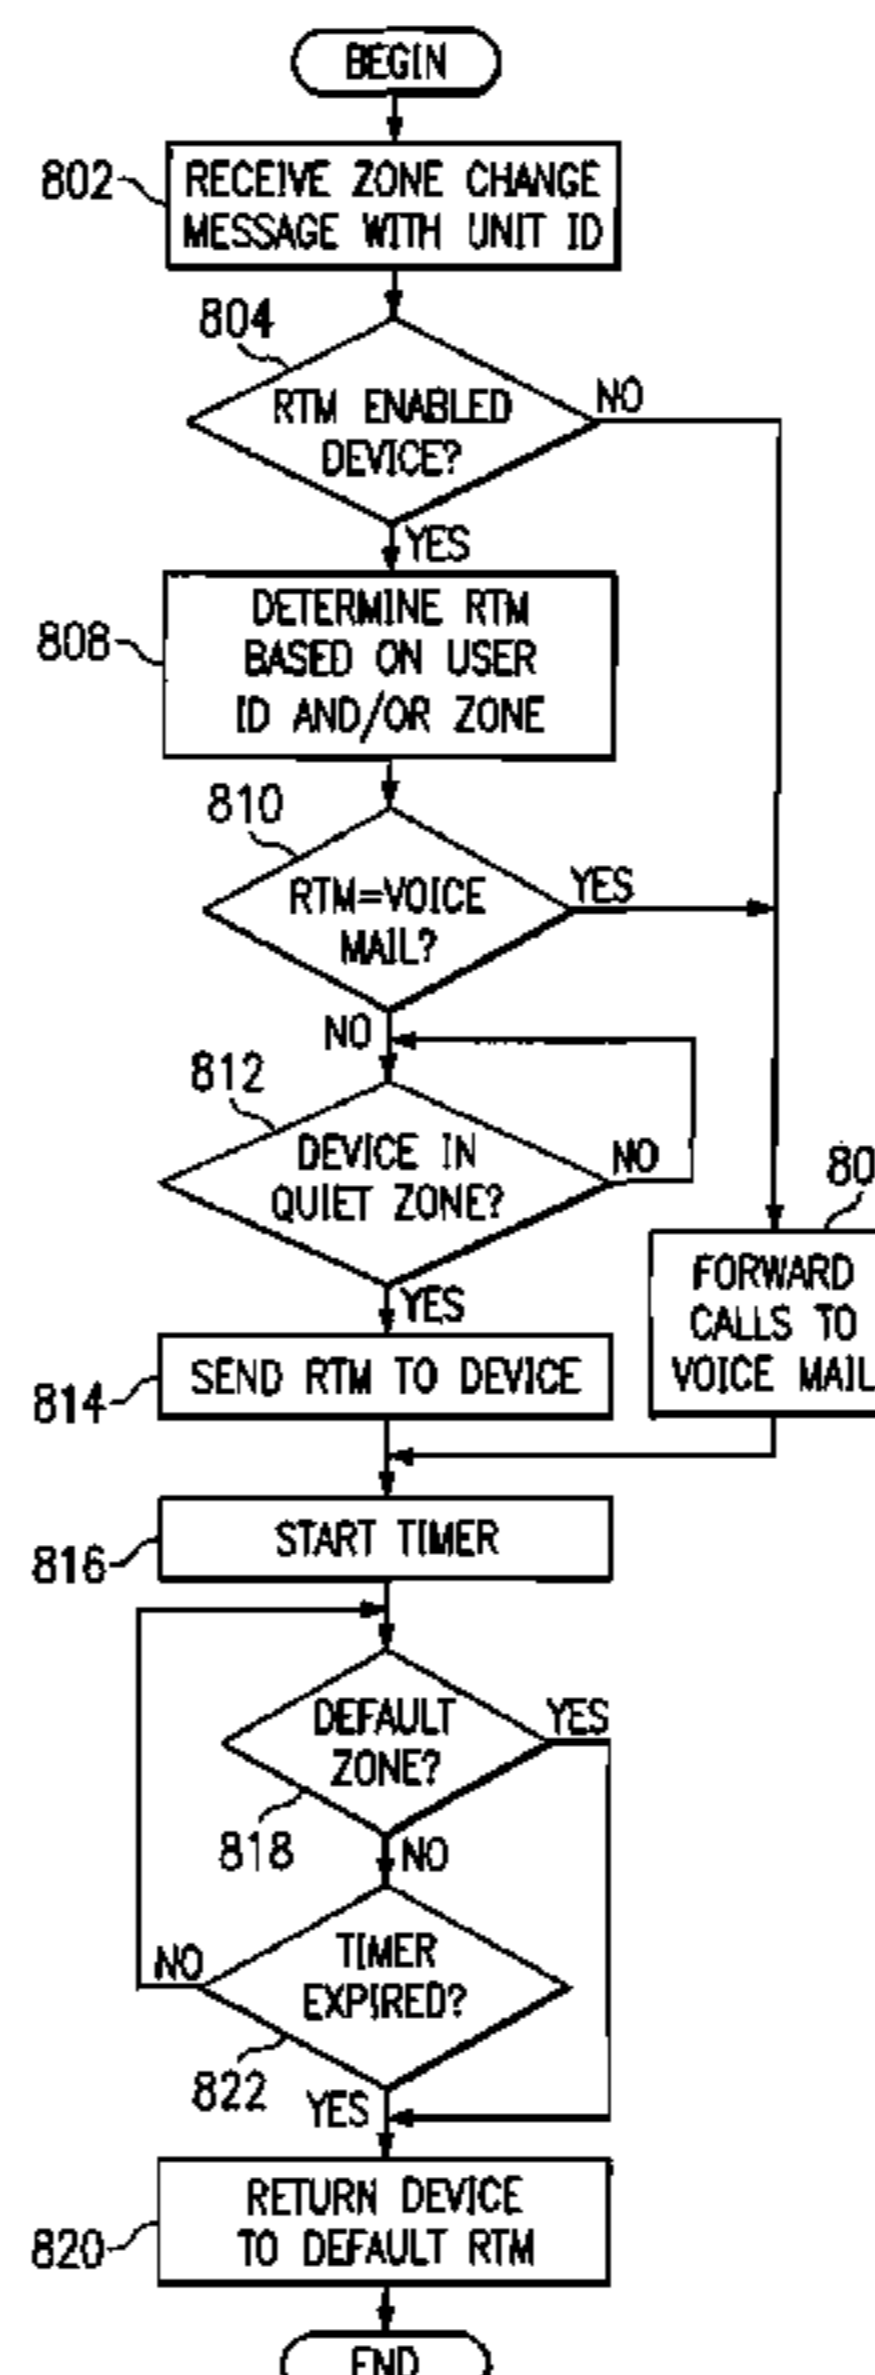 BEGIN
802
RECEIVE ZONE CHANGE
MESSAGE WITH UNIT ID
804
RTM ENABLED
DEVICE?
NO
YES
808
DETERMINE RTM
BASED ON USER
ID AND/OR ZONE
810
RTM=VOICE
MAIL?
YES
NO
812
DEVICE IN
QUIET ZONE?
NO
YES
80
FORWARD
CALLS TO
VOICE MAIL
814
SEND RTM TO DEVICE
816
START TIMER
DEFAULT
ZONE?
YES
818
NO
TIMER
EXPIRED?
NO
822
YES
820
RETURN DEVICE
TO DEFAULT RTM
END